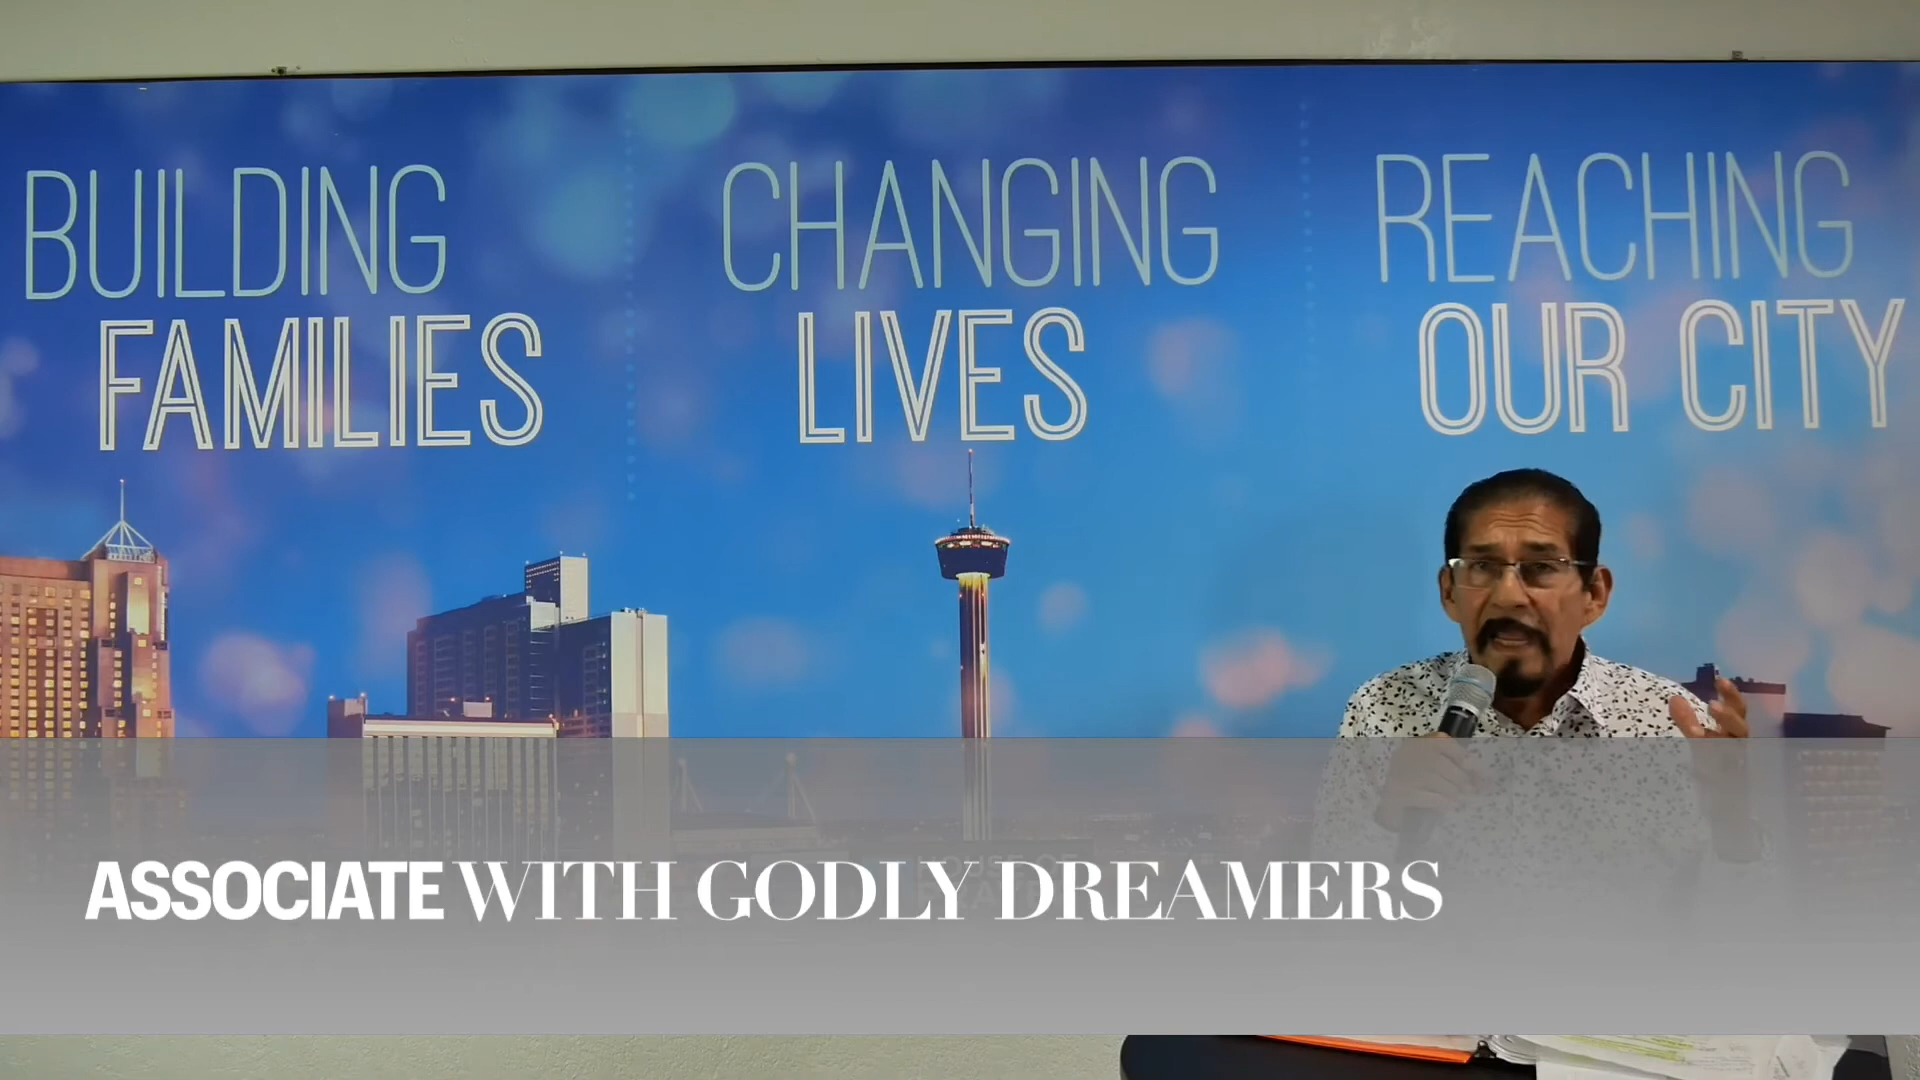 BUILDING
FAMILIES
CHANGING
LIVES
REACHING
OUR CITY
ASSOCIATE WITH GODLY DREAMERS